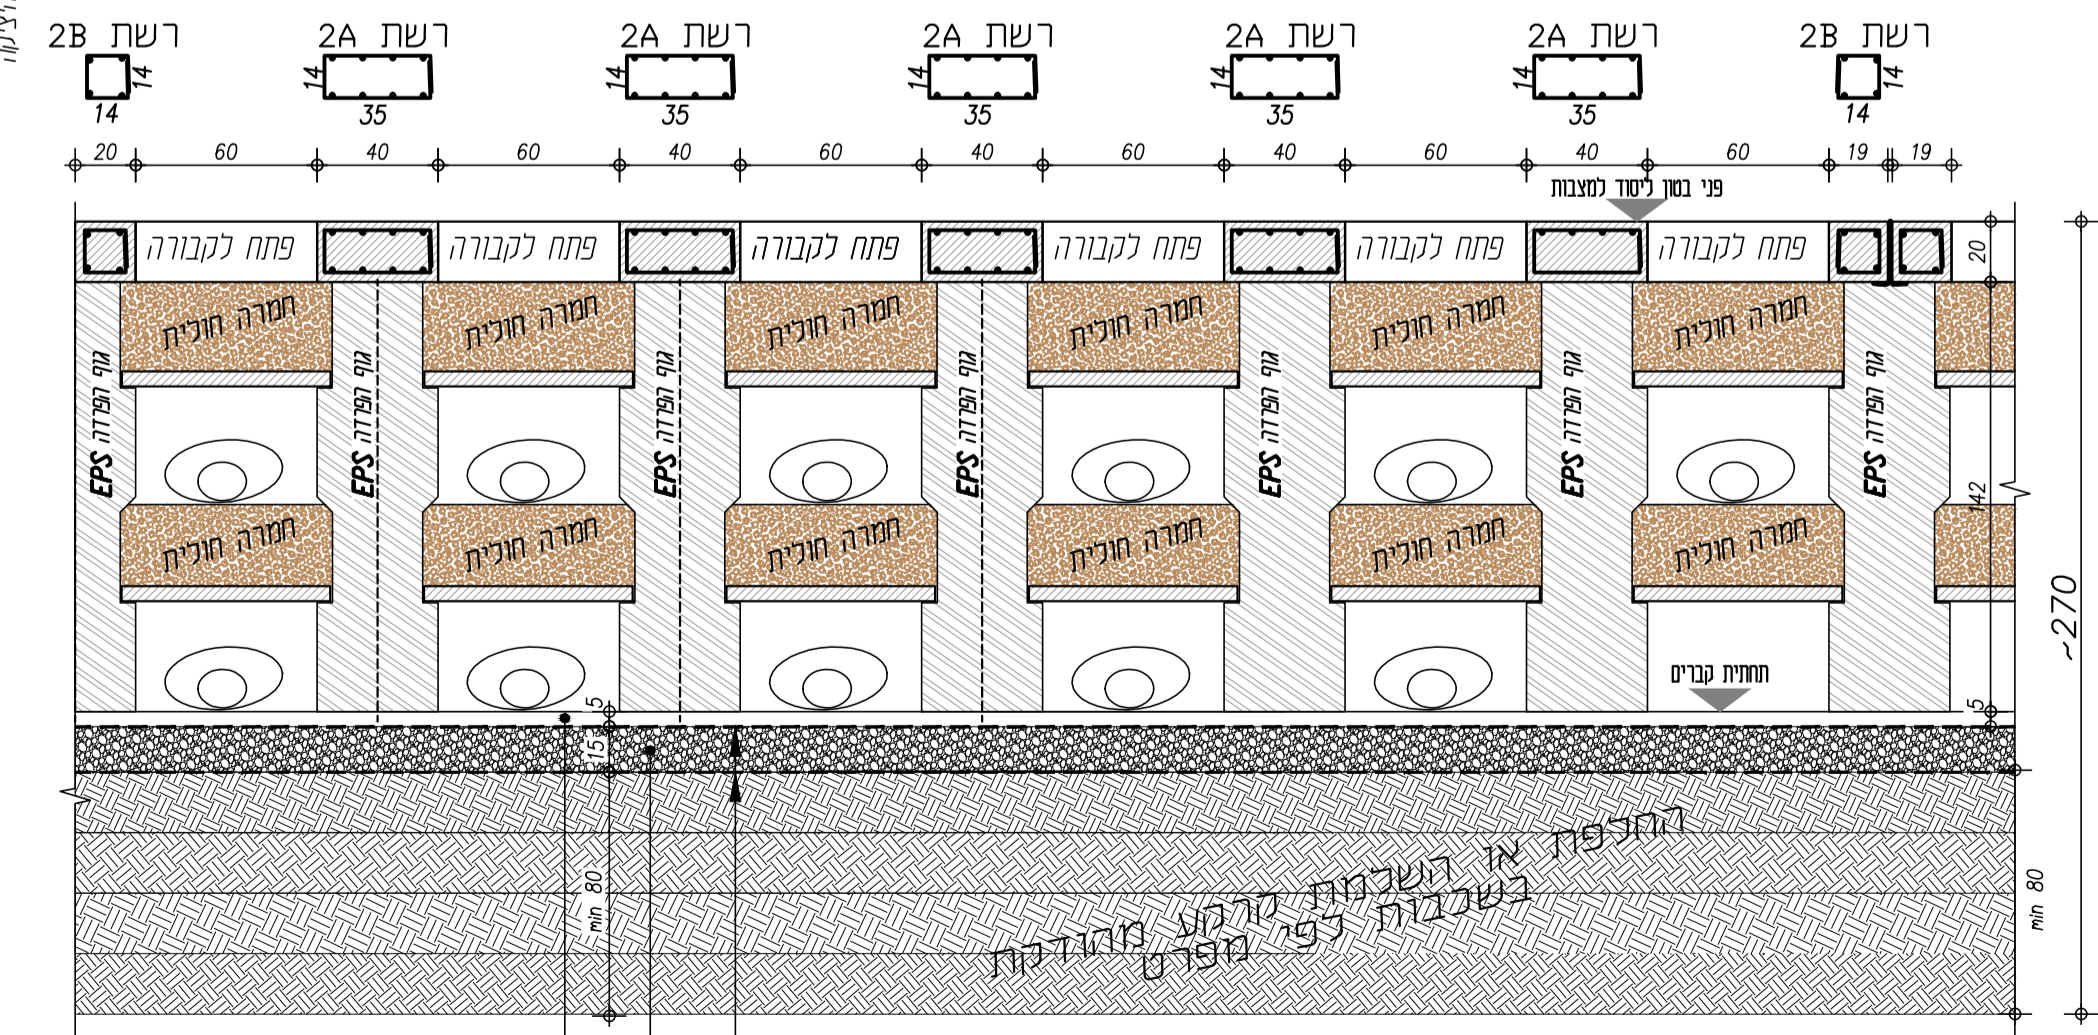 רשת 2B
רשת 2A
רשת 2A
רשת 2A
רשת 2A
רשת 2A
רשת 2B
14
14
14
35
14
35
14
35
14
35
14
35
14
14
20 60 40 60 40 60 40 60 40 60 40 60 19 19
פני בטון ליסוד למצבות
פתח לקבורה
פתח לקבורה
פתח לקבורה
פתח לקבורה
פתח לקבורה
פתח לקבורה
20
חמרה חולית
חמרה חולית
חמרה חולית
חמרה חולית
חמרה חולית
חמרה חולית
גוף הפרדה EPS
גוף הפרדה EPS
גוף הפרדה EPS
גוף הפרדה EPS
גוף הפרדה EPS
גוף הפרדה EPS
גוף הפרדה EPS
142
חמרה חולית
חמרה חולית
חמרה חולית
חמרה חולית
חמרה חולית
חמרה חולית
~270
תחתית קברים
5
5
15
min 80
min 80
החלפת או השלמת קרקע מהודקות
בשכבות לפי מפרט